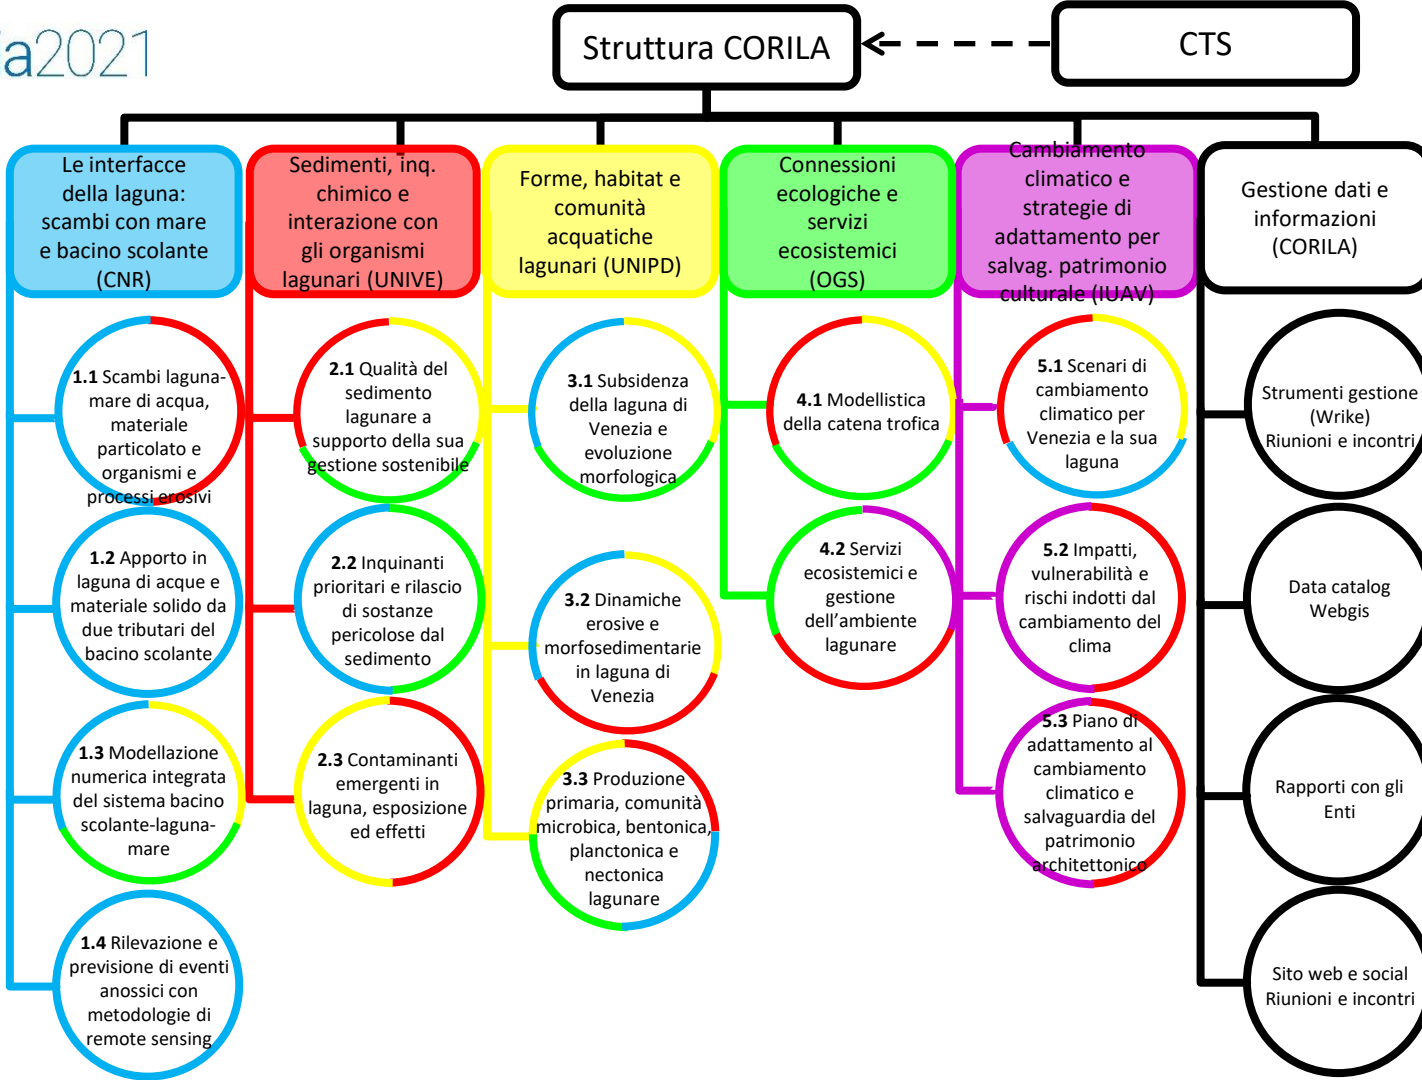 a2021
Struttura CORILA
CTS
Le interfacce
della laguna:
scambi con mare
e bacino scolante
(CNR)
Sedimenti, inq.
chimico e
interazione con
gli organismi
lagunari (UNIVE)
Forme, habitat e
comunità
acquatiche
lagunari (UNIPD)
Connessioni
ecologiche e
servizi
ecosistemici
(OGS)
Cambiamento
climatico e
strategie di
adattamento per
salvag. patrimonio
culturale (IUAV)
Gestione dati e
informazioni
(CORILA)
1.1 Scambi laguna-
mare di acqua,
materiale
particolato e
organismi e
processi erosivi
1.2 Apporto in
laguna di acque e
materiale solido da
due tributari del
bacino scolante
1.3 Modellazione
numerica integrata
del sistema bacino
scolante-laguna-
mare
1.4 Rilevazione e
previsione di eventi
anossici con
metodologie di
remote sensing
2.1 Qualità del
sedimento
lagunare a
supporto della sua
gestione sostenibile
2.2 Inquinanti
prioritari e rilascio
di sostanze
pericolose dal
sedimento
2.3 Contaminanti
emergenti in
laguna, esposizione
ed effetti
3.1 Subsidenza
della laguna di
Venezia e
evoluzione
morfologica
3.2 Dinamiche
erosive e
morfosedimentarie
in laguna di
Venezia
3.3 Produzione
primaria, comunità
microbica, bentonica,
planctonica e
nectonica
lagunare
4.1 Modellistica
della catena trofica
4.2 Servizi
ecosistemici e
gestione
dell’ambiente
lagunare
5.1 Scenari di
cambiamento
climatico per
Venezia e la sua
laguna
5.2 Impatti,
vulnerabilità e
rischi indotti dal
cambiamento del
clima
5.3 Piano di
adattamento al
cambiamento
climatico e
salvaguardia del
patrimonio
architettonico
Strumenti gestione
(Wrike)
Riunioni e incontri
Data catalog
Webgis
Rapporti con gli
Enti
Sito web e social
Riunioni e incontri